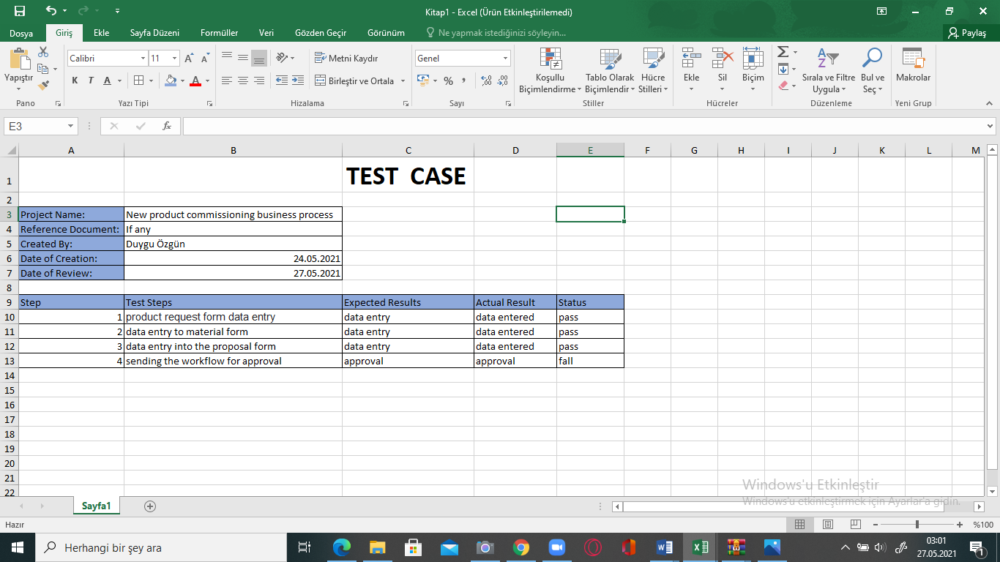 Kitap1 - Excel (Ürün Etkinleştirilemedi)
Dosya Giriş Ekle Sayfa Düzeni Formüller Veri Gözden Geçir Görünüm Ne yapmak istediğinizi söyleyin... Paylaş
Calibri 11 Metni Kaydır Genel
Yapıştır K T A A Birleştir ve Ortala % Koşullu Biçimlendirme Tablo Olarak Biçimlendir Hücre Stilleri Ekle Sil Biçim Sırala ve Filtre Uygula Bul ve Seç Makrolar
Pano Yazı Tipi Hizalama Sayı Stiller Hücreler Düzenleme Yeni Grup
E3 fx
A B C D E F G H I J K L M
1 TEST CASE
2
3 Project Name: New product commissioning business process
4 Reference Document: If any
5 Created By: Duygu Özgün
6 Date of Creation: 24.05.2021
7 Date of Review: 27.05.2021
8
9 Step Test Steps Expected Results Actual Result Status
10 1 product request form data entry data entry data entered pass
11 2 data entry to material form data entry data entered pass
12 3 data entry into the proposal form data entry data entered pass
13 4 sending the workflow for approval approval approval fall
14
15
16
17
18
19
20
21
22
Windows'u Etkinleştir
Windows'u etkinleştirmek için Ayarlar'a gidin.
Sayfa1
Hazır %100
Herhangi bir şey ara 03:01
27.05.2021